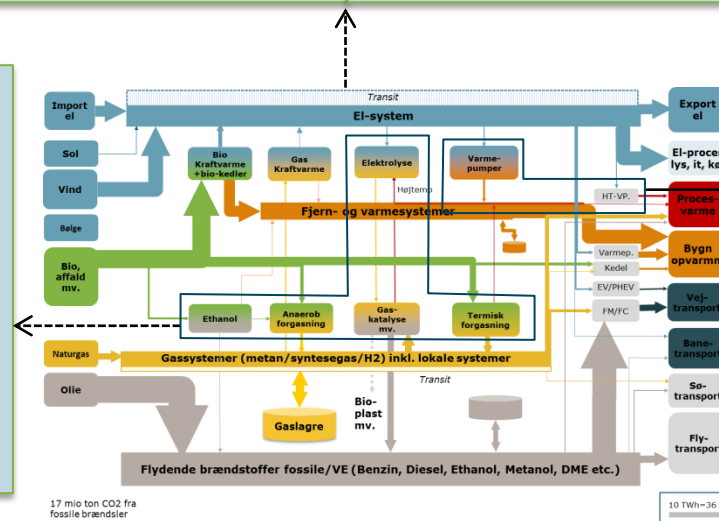 Transit
Import
el
El-system
Export
el
Sol
Bio
Kraftvarme
+bio-kedler
Gas
Kraftvarme
Elektrolyse
Varme-
pumper
El-proces
lys, it, kø
Vind
Højtemp
HT-VP.
Proces-
varme
Fjern- og varmesystemer
Bølge
Bio,
affald
mv.
Varmep.
Kedel
Bygn
opvarmn
EV/PHEV
Vej-
transport
Ethanol
Anaerob
forgasning
Gas-
katalyse
mv.
Termisk
forgasning
FM/FC
Bane-
transport
Naturgas
Gassystemer (metan/syntesegas/H2) inkl. lokale systemer
Transit
Olie
Sø-
transport
Bio-
plast
mv.
Gaslagre
Fly-
transport
Flydende brændstoffer fossile/VE (Benzin, Diesel, Ethanol, Metanol, DME etc.)
17 mio ton CO2 fra
fossile brændsler
10 TWh=36